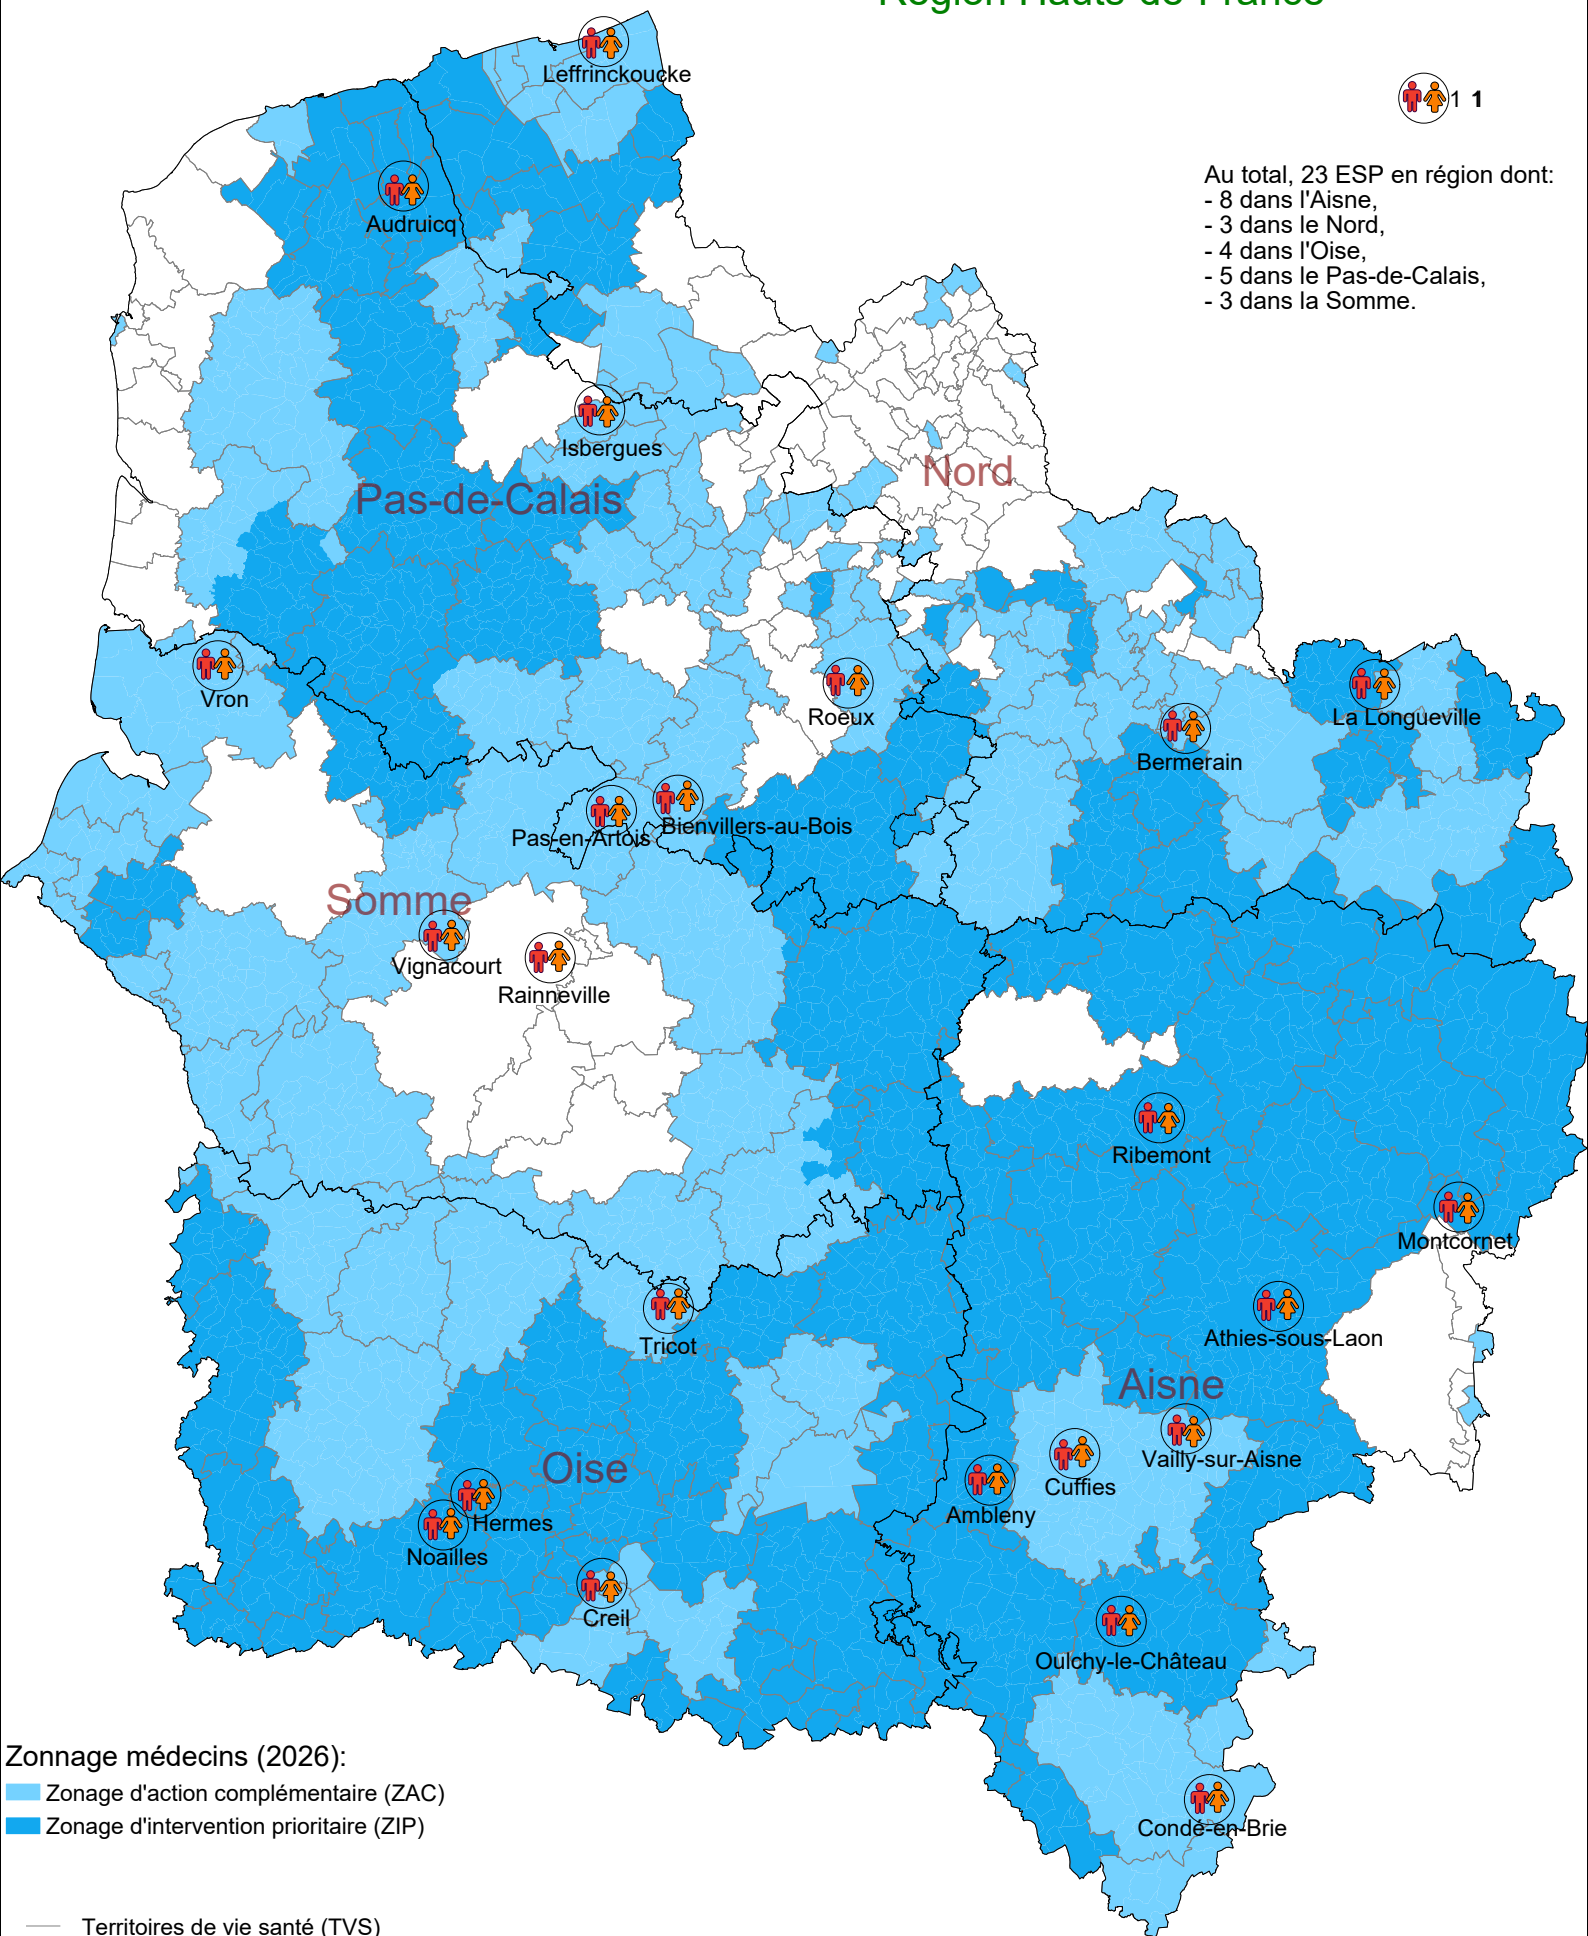 Région Hauts-de-France
Leffrinckoucke
1 1
Au total, 23 ESP en région dont:
- 8 dans l'Aisne,
- 3 dans le Nord,
- 4 dans l'Oise,
- 5 dans le Pas-de-Calais,
- 3 dans la Somme.
Audruicq
Isbergues
Nord
Pas-de-Calais
Vron
Roeux
La Longueville
Bermerain
Pas-en-Artois
Bienvillers-au-Bois
Somme
Vignacourt
Rainneville
Ribemont
Montcornet
Athies-sous-Laon
Tricot
Aisne
Vailly-sur-Aisne
Oise
Cuffies
Ambleny
Hermes
Noailles
Creil
Oulchy-le-Château
Condé-en-Brie
Zonnage médecins (2026):
Zonage d'action complémentaire (ZAC)
Zonage d'intervention prioritaire (ZIP)
Territoires de vie santé (TVS)